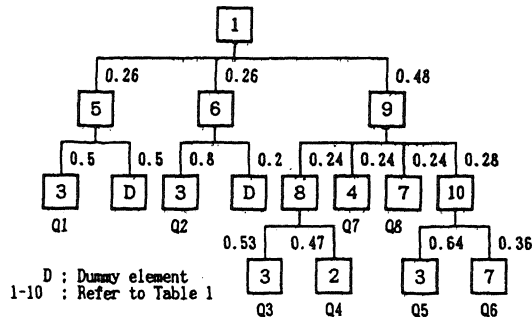 1
0.26 0.26 0.48
5 6 9
0.5 0.5 0.8 0.2 0.24 0.24 0.24 0.28
3 D 3 D 8 4 7 10
Q1 Q2 Q7 Q8
0.53 0.47 0.64 0.36
D : Dummy element
1-10 : Refer to Table 1
3 2 3 7
Q3 Q4 Q5 Q6